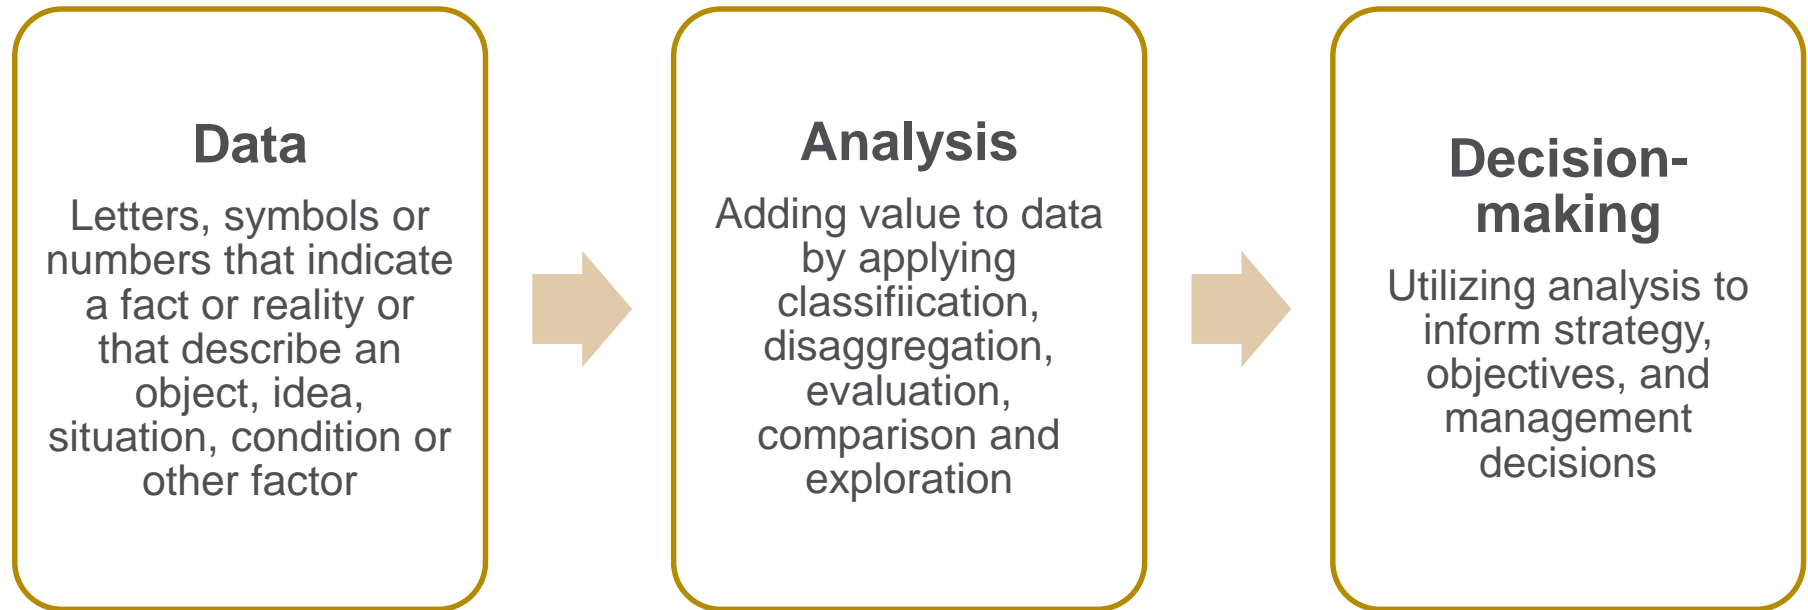 Data
Letters, symbols or
numbers that indicate
a fact or reality or
that describe an
object, idea,
situation, condition or
other factor
Analysis
Adding value to data
by applying
classifiication,
disaggregation,
evaluation,
comparison and
exploration
Decision-
making
Utilizing analysis to
inform strategy,
objectives, and
management
decisions